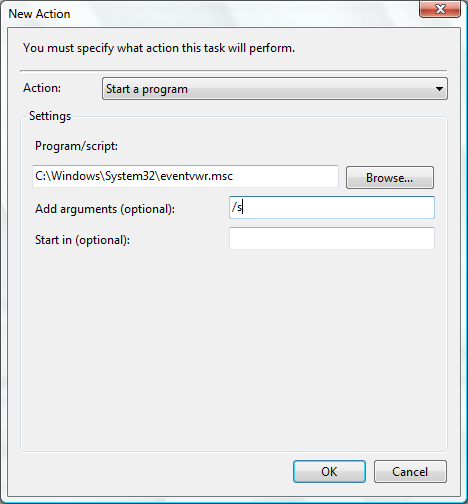 New Action
You must specify what action this task will perform.
Action: Start a program
Settings
Program/script:
C:\Windows\System32\eventvwr.msc Browse...
Add arguments (optional): /s
Start in (optional):
OK Cancel